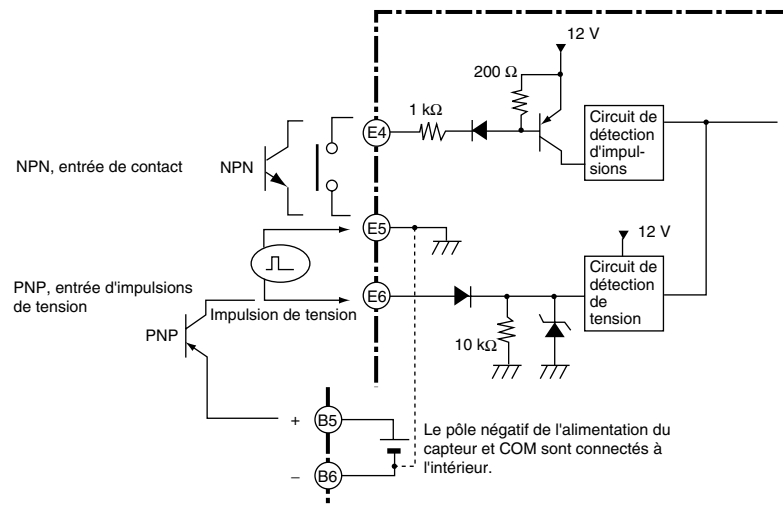 12 V
200 Ω
1 kΩ
E4
Circuit de
détection
d'impul-
sions
NPN, entrée de contact
NPN
E5
12 V
PNP, entrée d'impulsions
de tension
E6
Circuit de
détection
de
tension
Impulsion de tension
PNP
10 kΩ
+
B5
Le pôle négatif de l'alimentation du
capteur et COM sont connectés à
l'intérieur.
–
B6